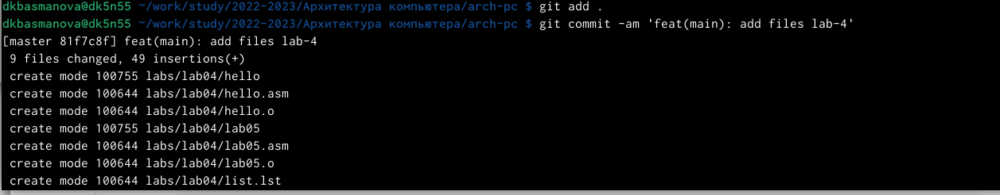 dkbasmanova@dk5n55 ~/work/study/2022-2023/Архитектура компьютера/arch-pc $ git add .
dkbasmanova@dk5n55 ~/work/study/2022-2023/Архитектура компьютера/arch-pc $ git commit -am 'feat(main): add files lab-4'
[master 81f7c8f] feat(main): add files lab-4
 9 files changed, 49 insertions(+)
 create mode 100755 labs/lab04/hello
 create mode 100644 labs/lab04/hello.asm
 create mode 100644 labs/lab04/hello.o
 create mode 100755 labs/lab04/lab05
 create mode 100644 labs/lab04/lab05.asm
 create mode 100644 labs/lab04/lab05.o
 create mode 100644 labs/lab04/list.lst